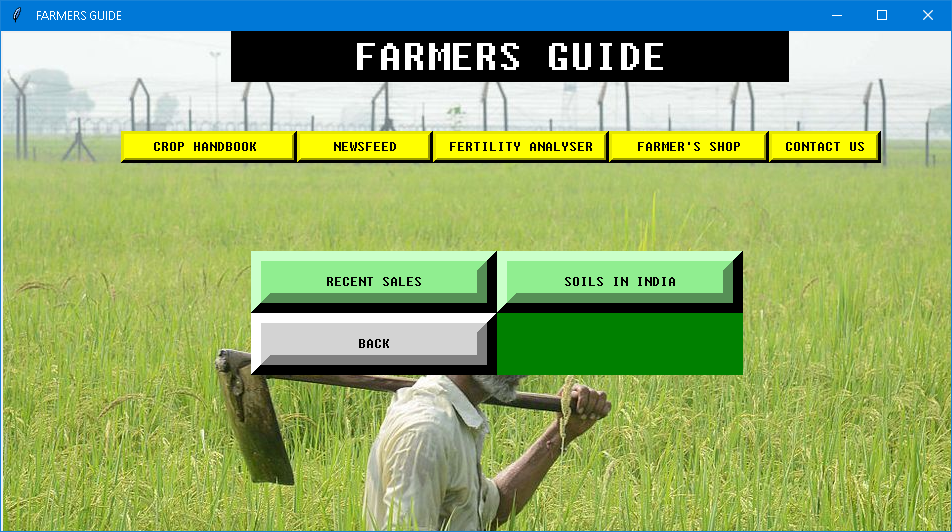 FARMERS GUIDE
FARMERS GUIDE
CROP HANDBOOK NEWSFEED FERTILITY ANALYSER FARMER'S SHOP CONTACT US
RECENT SALES SOILS IN INDIA
BACK